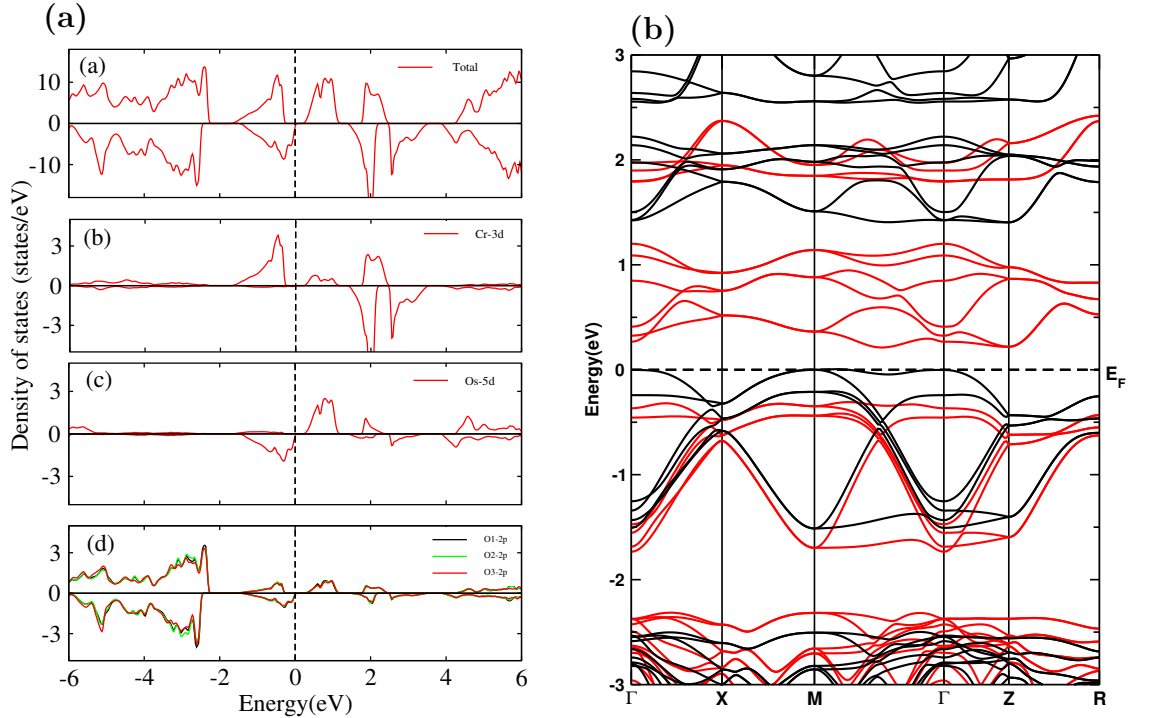 (a)
(a)
Total
10
0
-10
Density of states (states/eV)
(b)
Cr-3d
3
0
-3
(c)
Os-5d
3
0
-3
(d)
O1-2p
O2-2p
O3-2p
3
0
-3
-6 -4 -2 0 2 4 6
Energy(eV)
(b)
3
2
1
0
-1
-2
-3
Energy(eV)
E_F
Γ X M Γ Z R